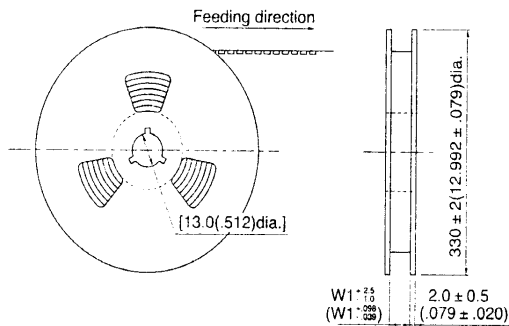 Feeding direction
[13.0(.512)dia.]
330 ± 2(12.992 ± .079)dia.
W1 +2.5 -1.0
(W1 +.098 -.039)
2.0 ± 0.5
(.079 ± .020)